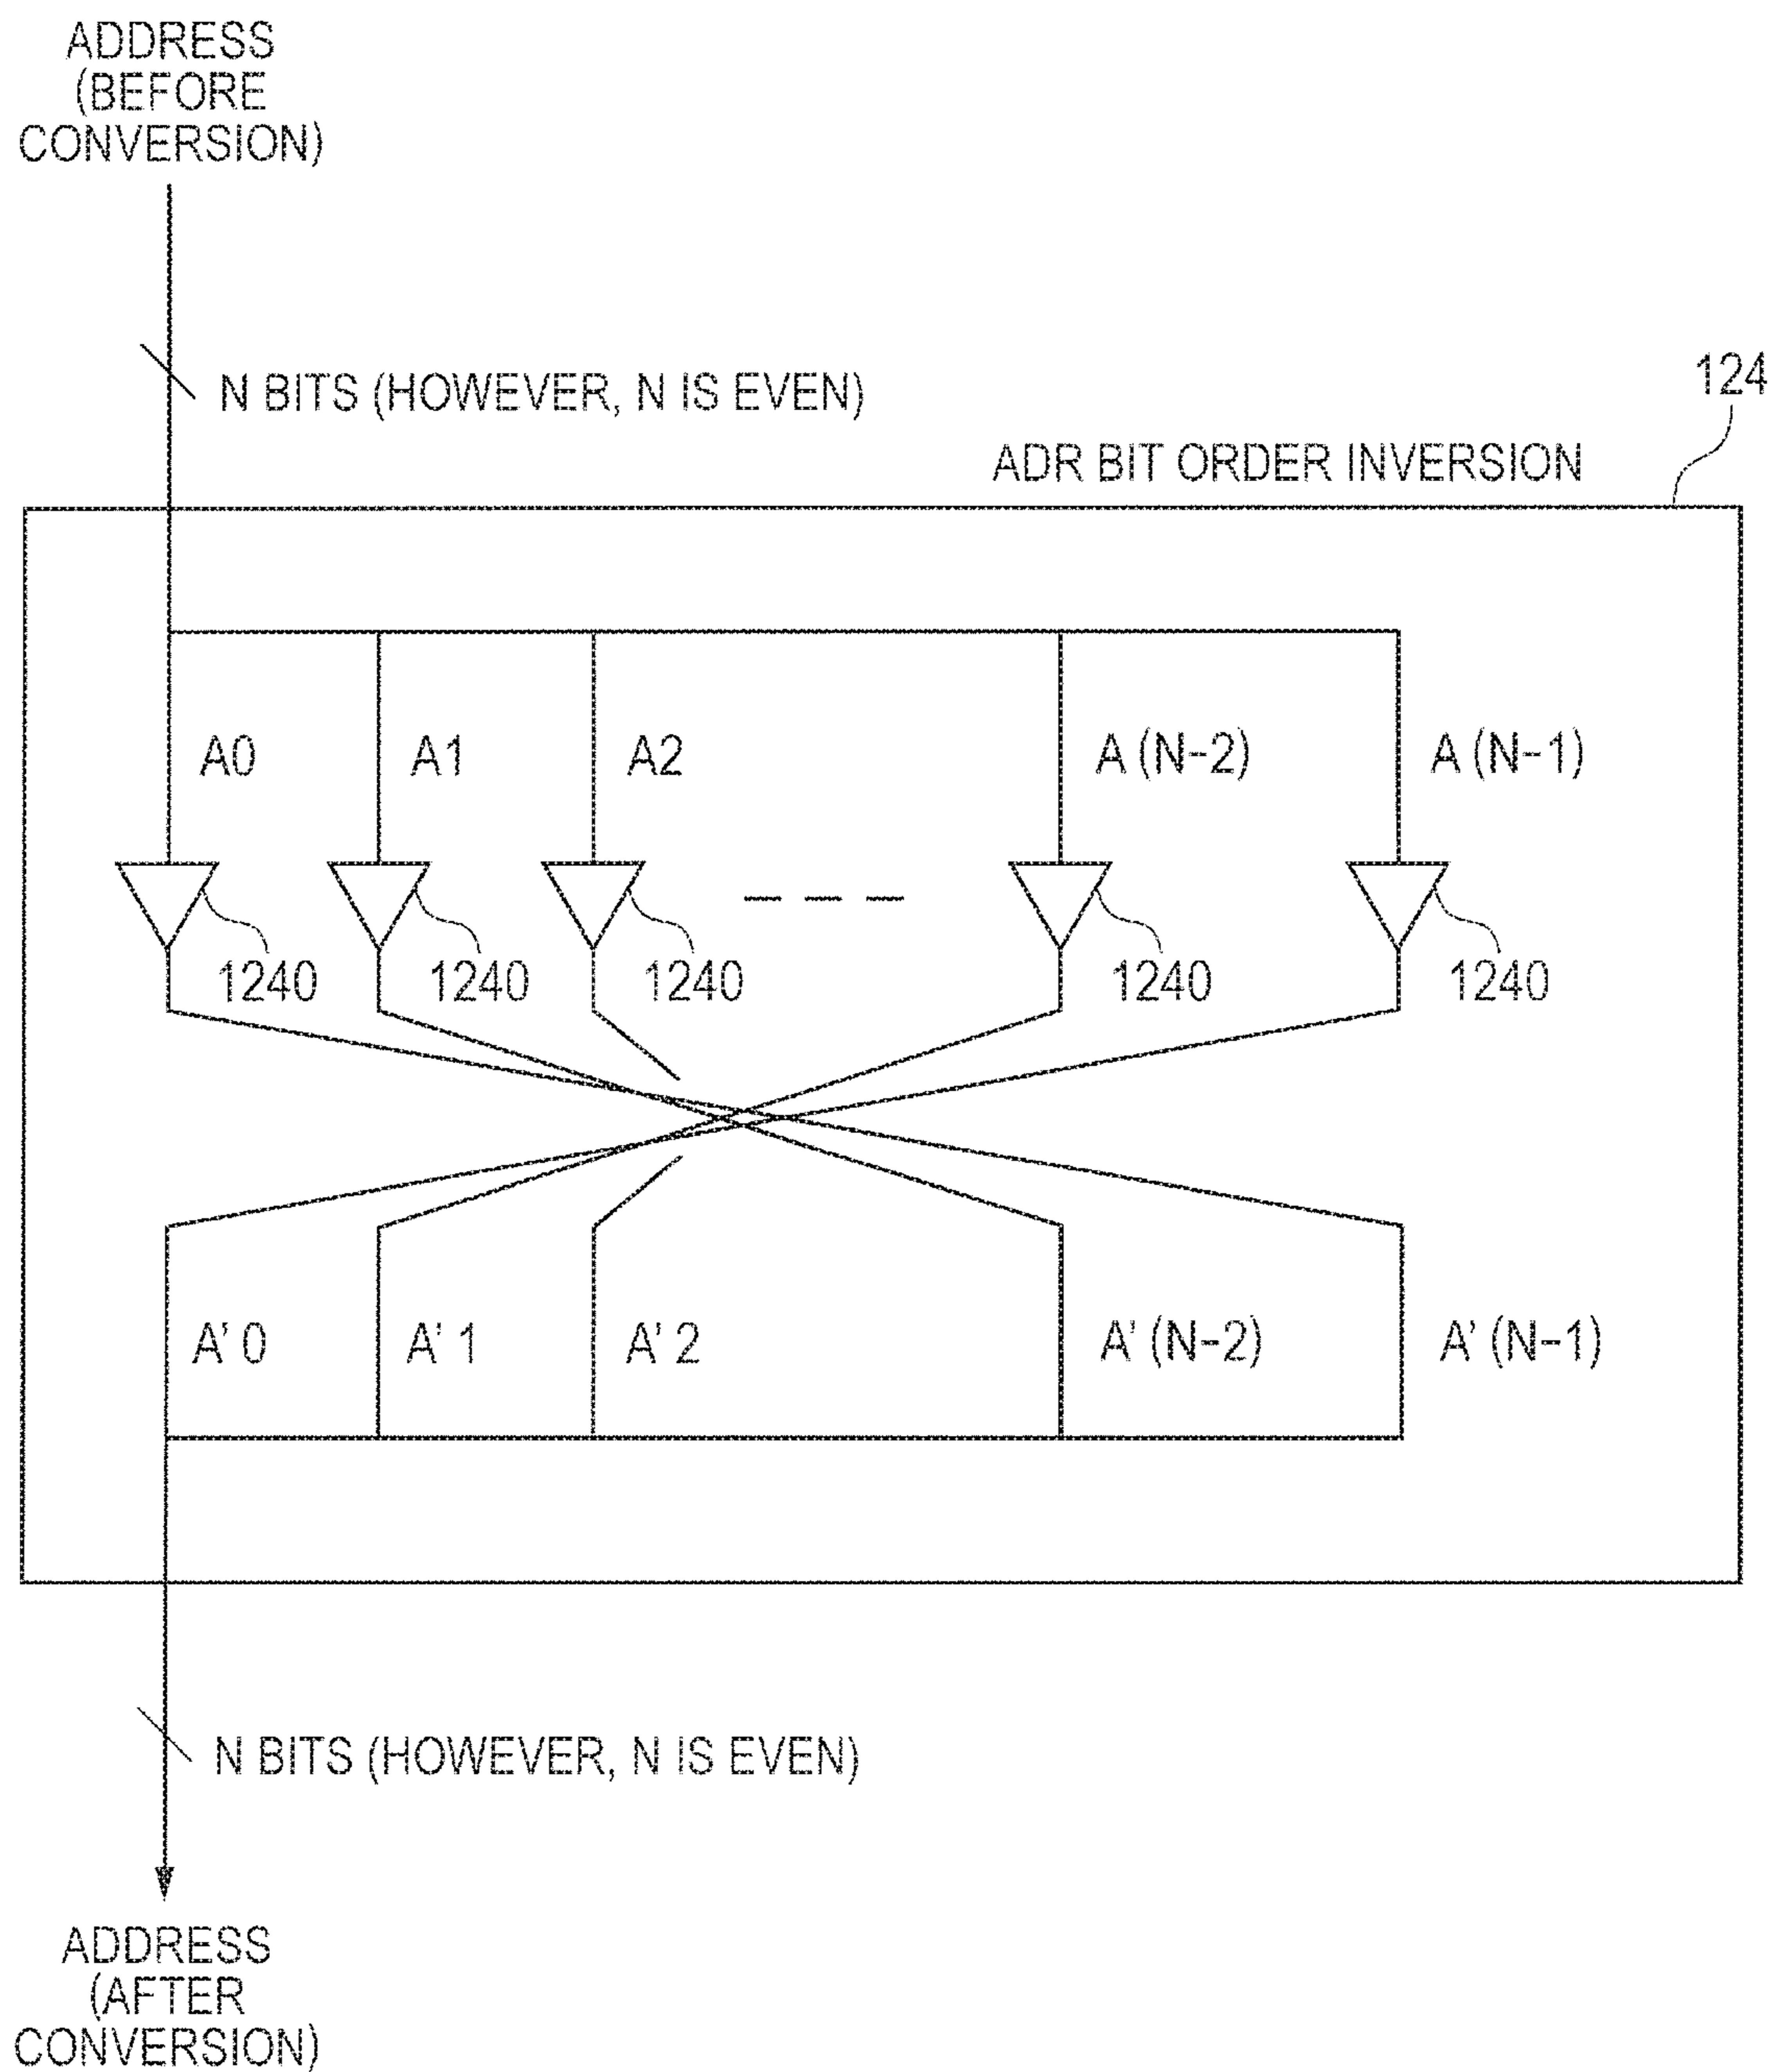 ADDRESS
(BEFORE
CONVERSION)
N BITS (HOWEVER, N IS EVEN)
124
ADR BIT ORDER INVERSION
A0 A1 A2 A (N-2) A (N-1)
1240 1240 1240 1240 1240
A' 0 A' 1 A' 2 A' (N-2) A' (N-1)
N BITS (HOWEVER, N IS EVEN)
ADDRESS
(AFTER
CONVERSION)